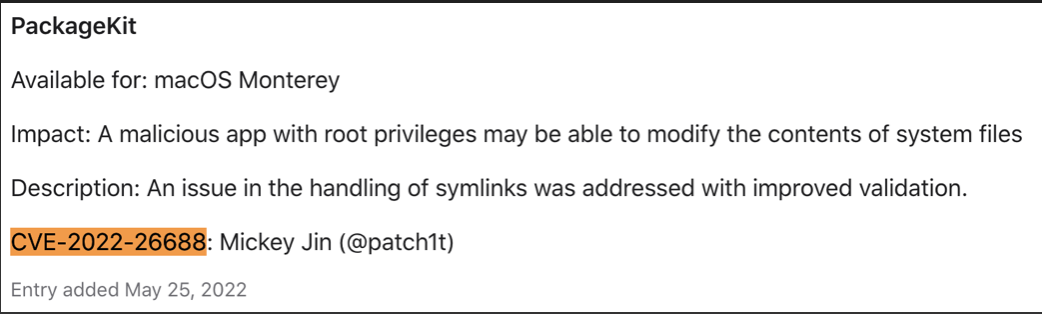 PackageKit
Available for: macOS Monterey
Impact: A malicious app with root privileges may be able to modify the contents of system files
Description: An issue in the handling of symlinks was addressed with improved validation.
CVE-2022-26688: Mickey Jin (@patch1t)
Entry added May 25, 2022